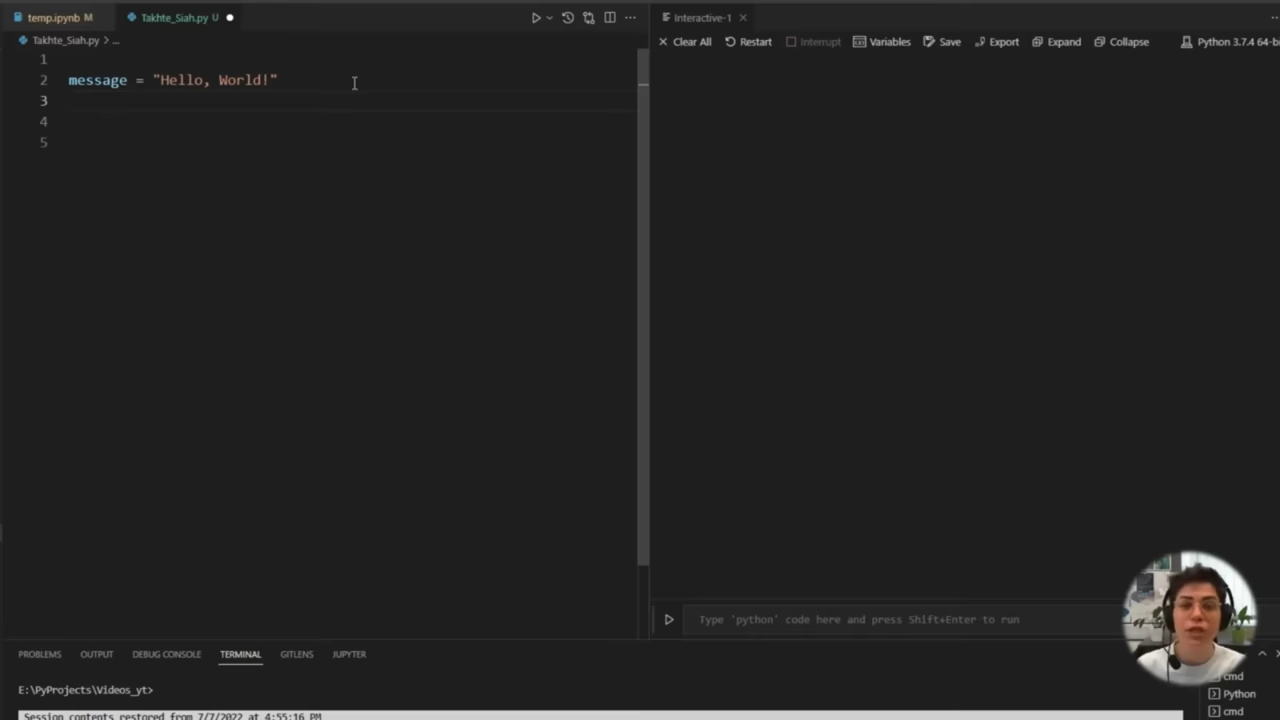 temp.ipynb M
Takhte_Siah.py U
Interactive-1
Takhte_Siah.py > ...
Clear All
Restart
Interrupt
Variables
Save
Export
Expand
Collapse
Python 3.7.4 64-bi
1
2 message = "Hello, World!"
3
4
5
Type 'python' code here and press Shift+Enter to run
PROBLEMS
OUTPUT
DEBUG CONSOLE
TERMINAL
GITLENS
JUPYTER
cmd
E:\PyProjects\Videos_yt>
Python
cmd
Session contents restored from 7/7/2022 at 4:55:16 PM